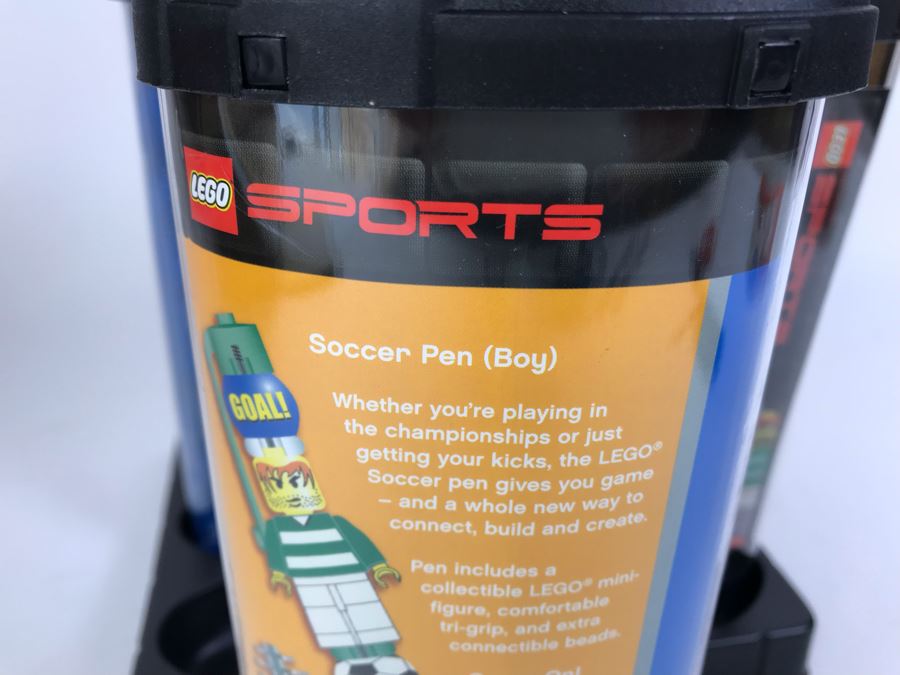 LEGO SPORTS
Soccer Pen (Boy)
GOAL!
Whether you're playing in
the championships or just
getting your kicks, the LEGO®
Soccer pen gives you game
– and a whole new way to
connect, build and create.
Pen includes a
collectible LEGO® mini-
figure, comfortable
tri-grip, and extra
connectible beads.
LEGO
SPORTS